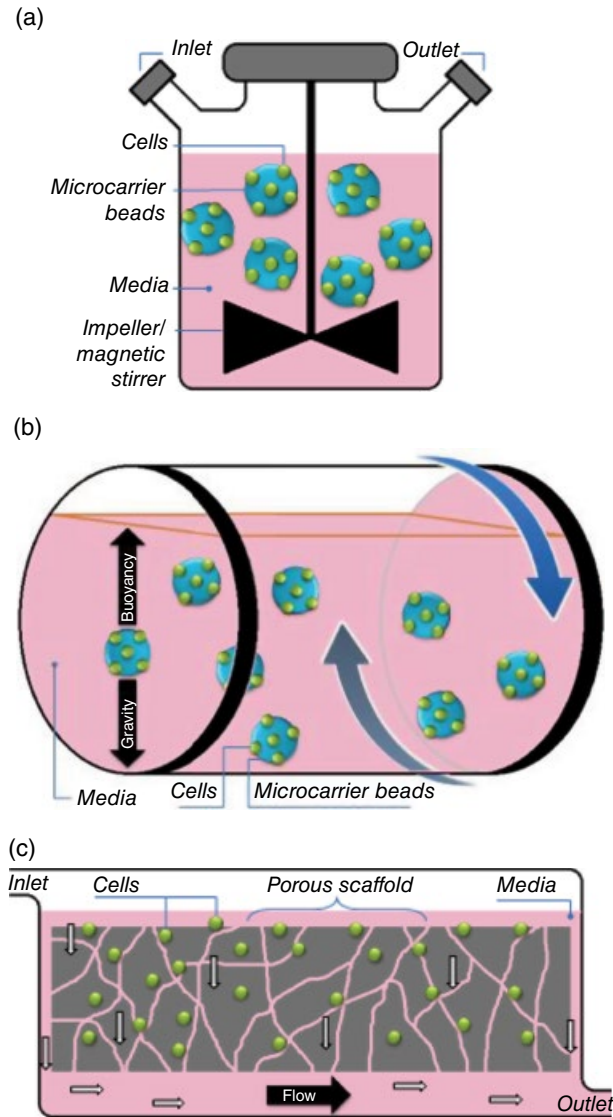 (a)
Inlet
Outlet
Cells
Microcarrier
beads
Media
Impeller/
magnetic
stirrer
(b)
Buoyancy
Gravity
Media
Cells
Microcarrier beads
(c)
Inlet
Cells
Porous scaffold
Media
Flow
Outlet